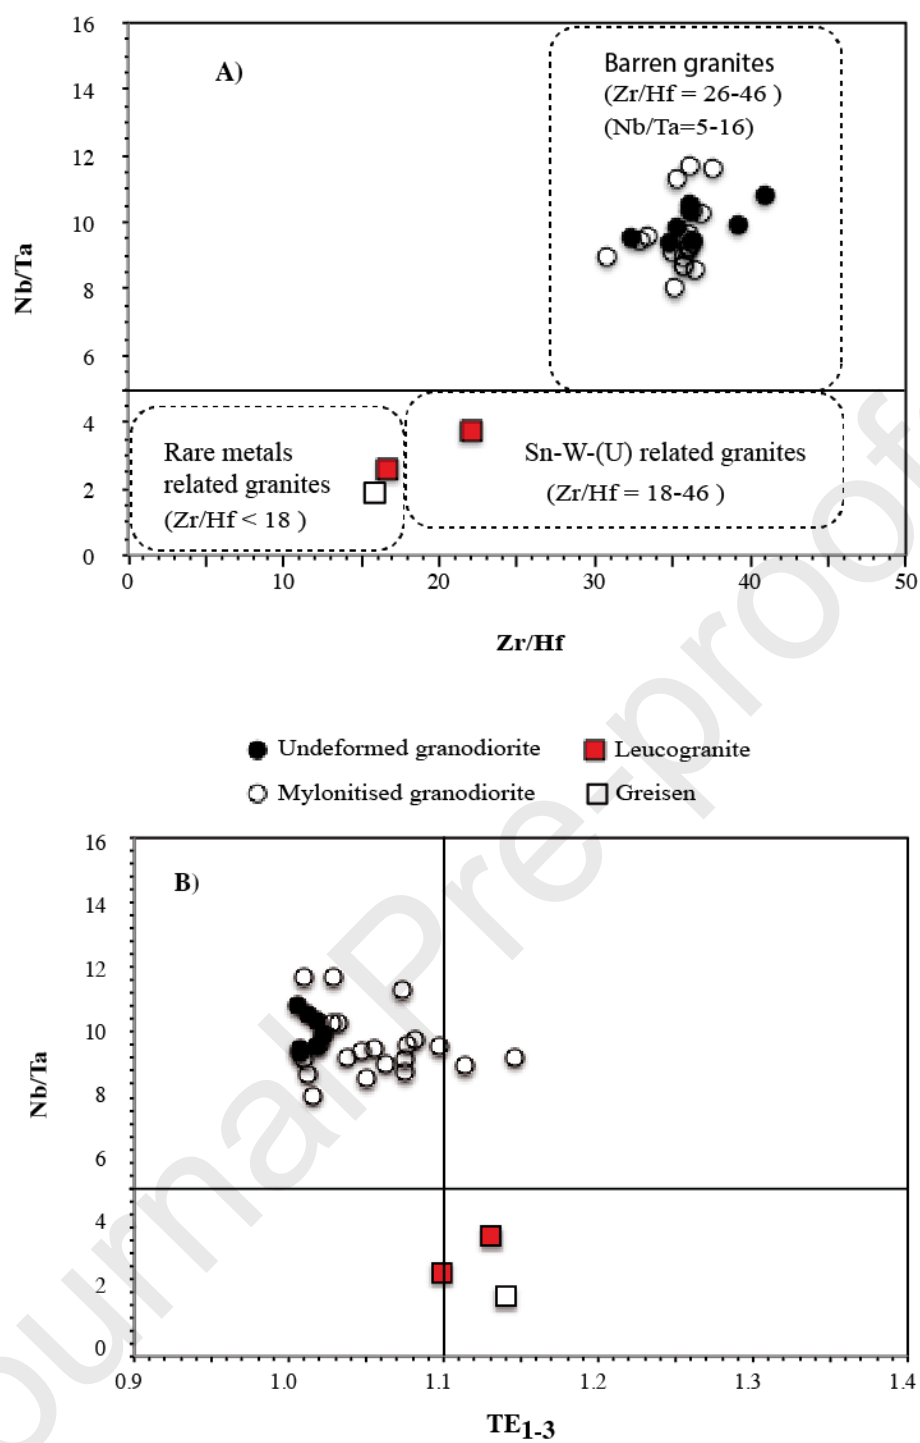 16
A)
Barren granites
(Zr/Hf = 26-46 )
(Nb/Ta=5-16)
14
12
10
8
6
4
2
0
Nb/Ta
Rare metals
related granites
(Zr/Hf < 18 )
Sn-W-(U) related granites
(Zr/Hf = 18-46 )
0 10 20 30 40 50
Zr/Hf
Undeformed granodiorite
Leucogranite
Mylonitised granodiorite
Greisen
16
B)
14
12
10
8
6
4
2
0
Nb/Ta
0.9 1.0 1.1 1.2 1.3 1.4
TE1-3
ournal Pre-proof